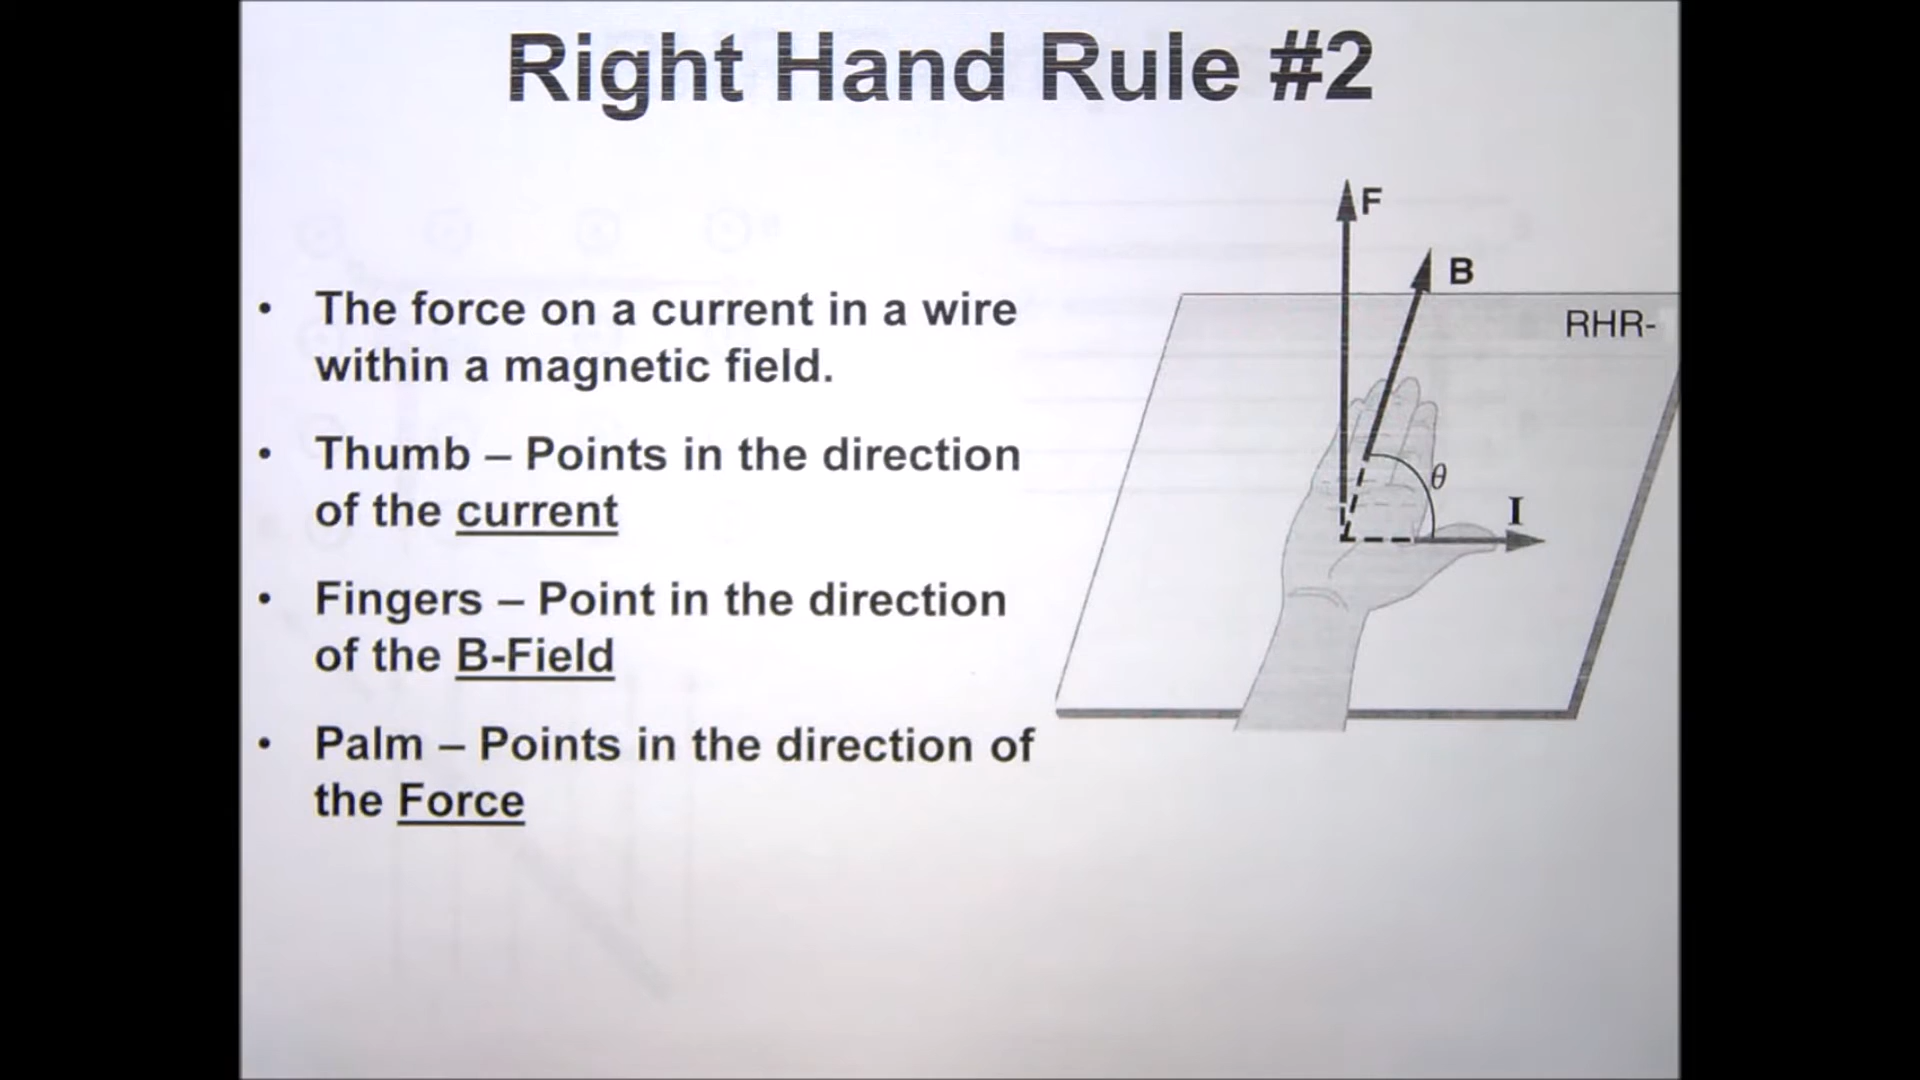 Right Hand Rule #2
• The force on a current in a wire
within a magnetic field.
• Thumb – Points in the direction
of the current
• Fingers – Point in the direction
of the B-Field
• Palm – Points in the direction of
the Force
F
B
RHR-
θ
I